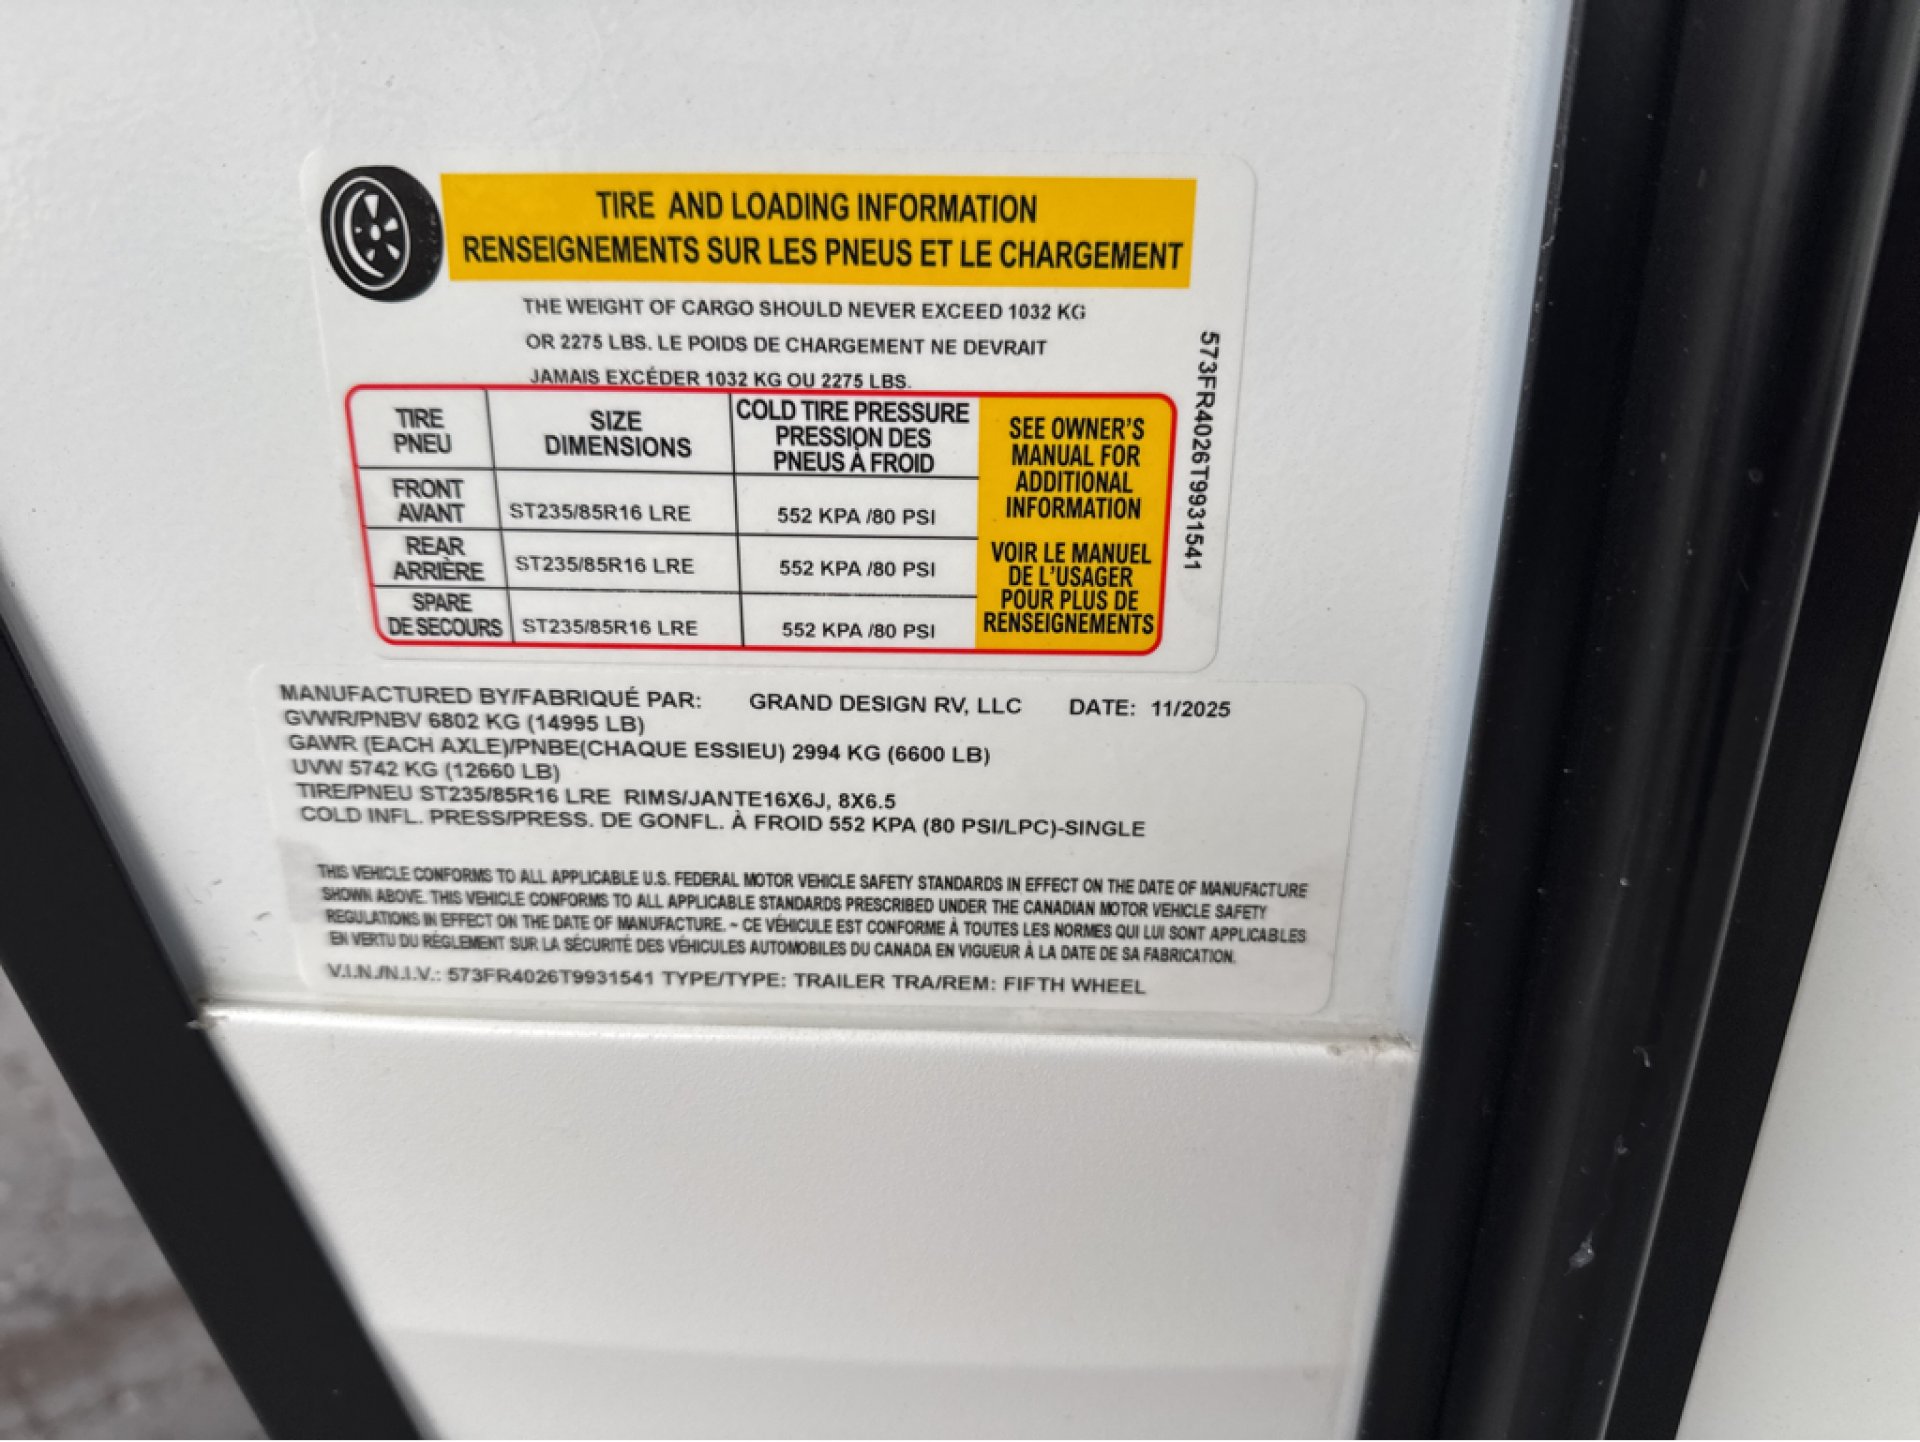 TIRE AND LOADING INFORMATION
RENSEIGNEMENTS SUR LES PNEUS ET LE CHARGEMENT
THE WEIGHT OF CARGO SHOULD NEVER EXCEED 1032 KG
OR 2275 LBS. LE POIDS DE CHARGEMENT NE DEVRAIT
JAMAIS EXCÉDER 1032 KG OU 2275 LBS.
TIRE
PNEU
SIZE
DIMENSIONS
COLD TIRE PRESSURE
PRESSION DES
PNEUS À FROID
FRONT
AVANT
ST235/85R16 LRE
552 KPA /80 PSI
REAR
ARRIÈRE
ST235/85R16 LRE
552 KPA /80 PSI
SPARE
DE SECOURS
ST235/85R16 LRE
552 KPA /80 PSI
SEE OWNER'S
MANUAL FOR
ADDITIONAL
INFORMATION
VOIR LE MANUEL
DE L'USAGER
POUR PLUS DE
RENSEIGNEMENTS
573FR4026T9931541
MANUFACTURED BY/FABRIQUÉ PAR: GRAND DESIGN RV, LLC DATE: 11/2025
GVWR/PNBV 6802 KG (14995 LB)
GAWR (EACH AXLE)/PNBE(CHAQUE ESSIEU) 2994 KG (6600 LB)
UVW 5742 KG (12660 LB)
TIRE/PNEU ST235/85R16 LRE RIMS/JANTE16X6J, 8X6.5
COLD INFL. PRESS/PRESS. DE GONFL. À FROID 552 KPA (80 PSI/LPC)-SINGLE
THIS VEHICLE CONFORMS TO ALL APPLICABLE U.S. FEDERAL MOTOR VEHICLE SAFETY STANDARDS IN EFFECT ON THE DATE OF MANUFACTURE
SHOWN ABOVE. THIS VEHICLE CONFORMS TO ALL APPLICABLE STANDARDS PRESCRIBED UNDER THE CANADIAN MOTOR VEHICLE SAFETY
REGULATIONS IN EFFECT ON THE DATE OF MANUFACTURE. ~ CE VÉHICULE EST CONFORME À TOUTES LES NORMES QUI LUI SONT APPLICABLES
EN VERTU DU RÉGLEMENT SUR LA SÉCURITÉ DES VÉHICULES AUTOMOBILES DU CANADA EN VIGUEUR À LA DATE DE SA FABRICATION.
V.I.N./N.I.V.: 573FR4026T9931541 TYPE/TYPE: TRAILER TRA/REM: FIFTH WHEEL